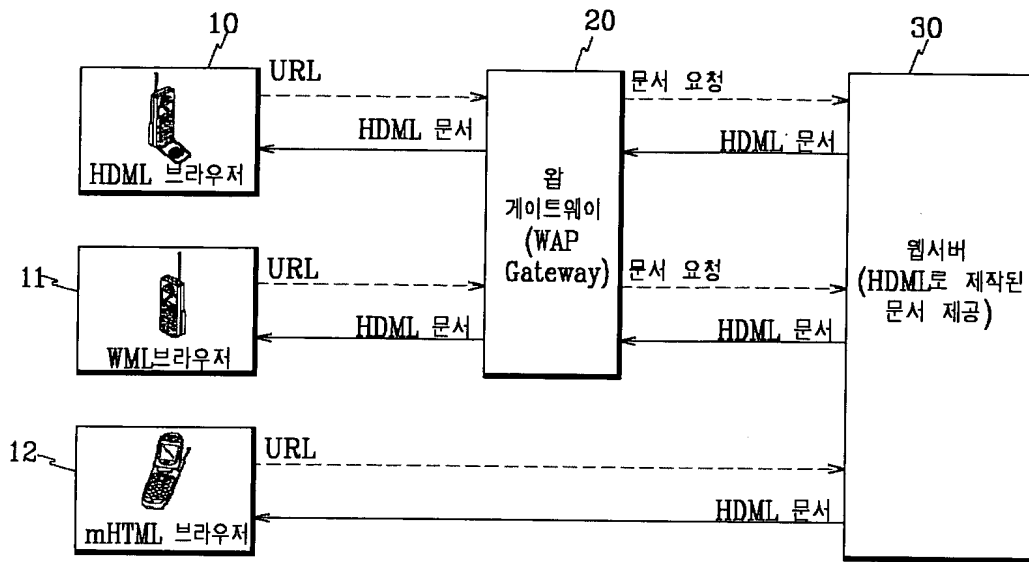 10
20
30
URL
문서 요청
HDML 문서
HDML 문서
HDML 브라우저
왑
게이트웨이
(WAP
Gateway)
웹서버
(HDML로 제작된
문서 제공)
11
URL
문서 요청
HDML 문서
HDML 문서
WML브라우저
12
URL
HDML 문서
mHTML 브라우저